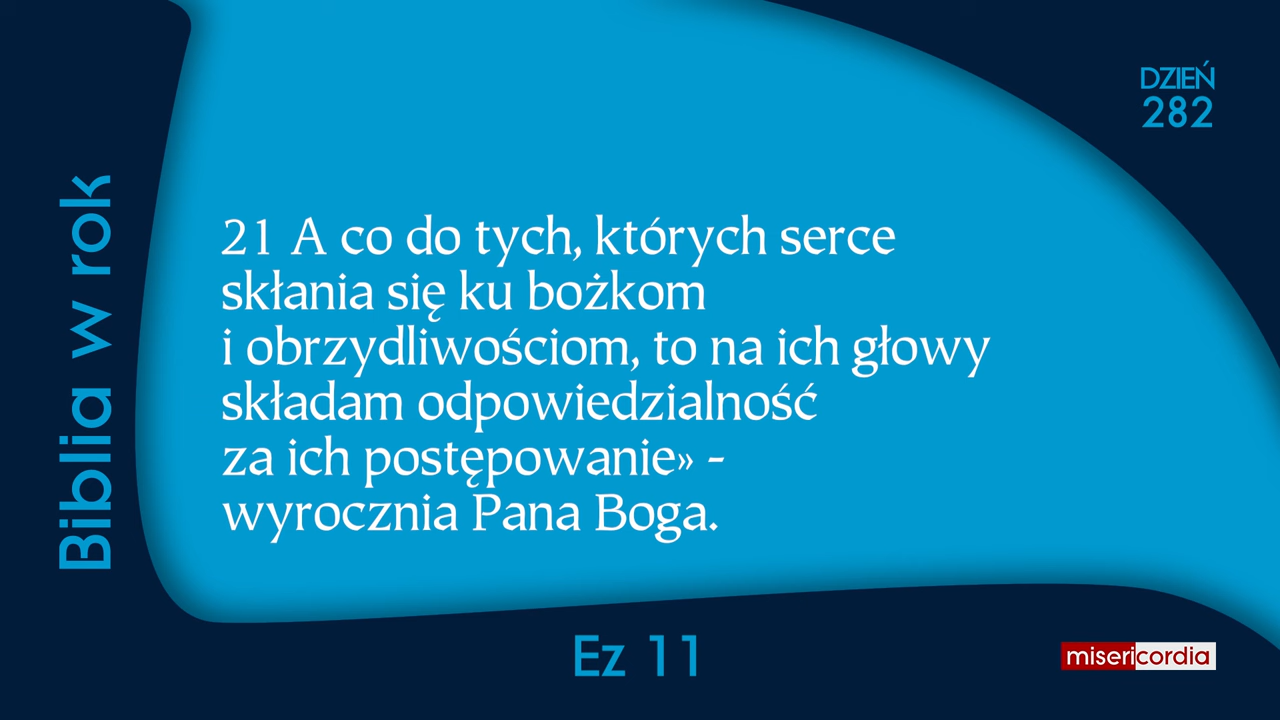 DZIEŃ
282
Biblia w rok
21 A co do tych, których serce
skłania się ku bożkom
i obrzydliwościom, to na ich głowy
składam odpowiedzialność
za ich postępowanie» -
wyrocznia Pana Boga.
Ez 11
misericordia